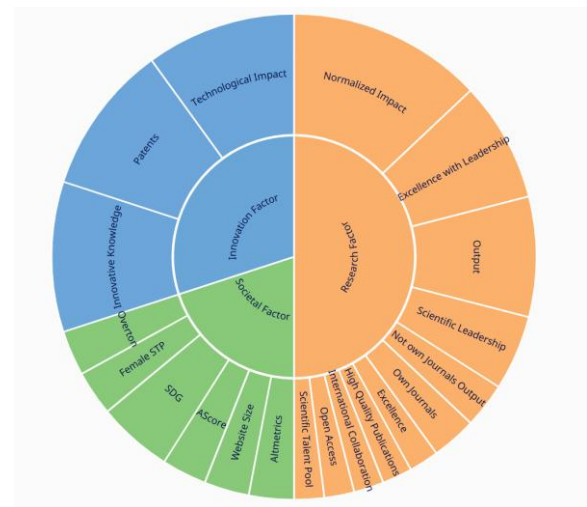 Technological Impact
Normalized Impact
Patents
Excellence with Leadership
Innovative Knowledge
Innovation Factor
Research Factor
Output
Societal Factor
Overton
Scientific Leadership
Female STP
Not own Journals Output
SDG
Own Journals
AScore
Excellence
Website Size
High Quality Publications
Altmetrics
International Collaboration
Scientific Talent Pool
Open Access